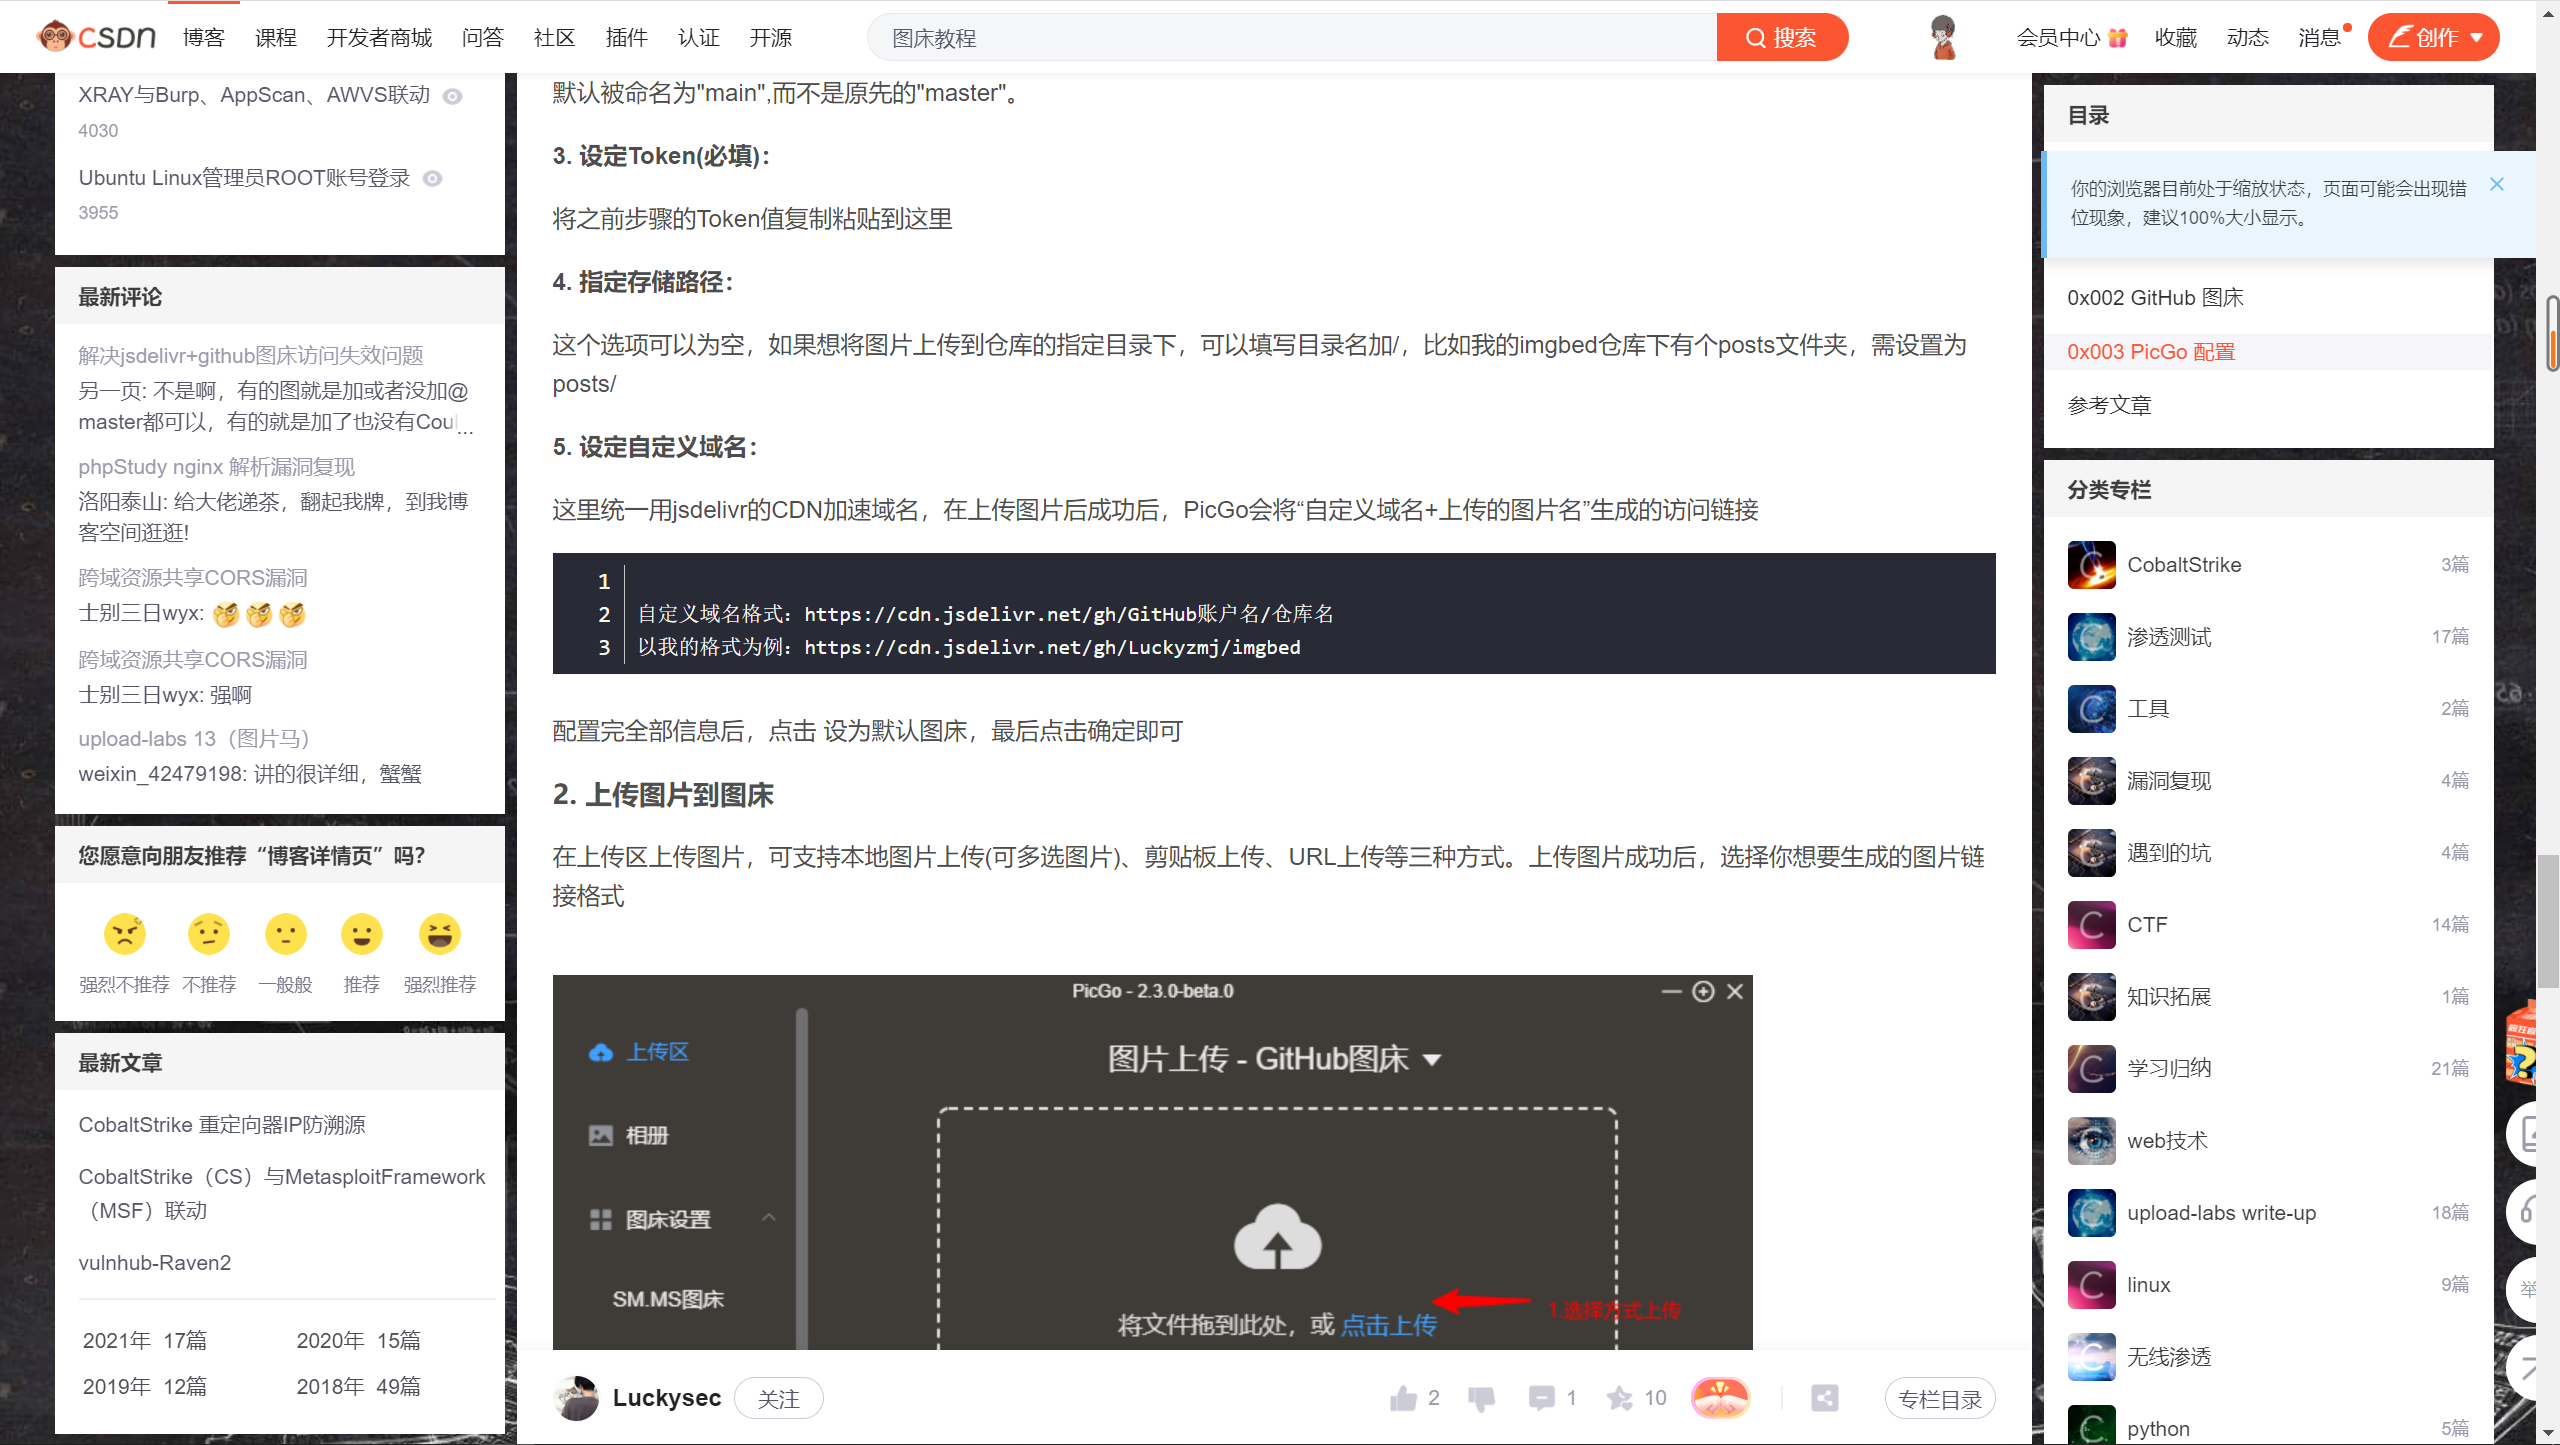 CSDN 博客 课程 开发者商城 问答 社区 插件 认证 开源 图床教程 搜索 会员中心 收藏 动态 消息 创作
XRAY与Burp、AppScan、AWVS联动
4030
Ubuntu Linux管理员ROOT账号登录
3955
最新评论
解决jsdelivr+github图床访问失效问题
另一页: 不是啊，有的图就是加或者没加@
master都可以，有的就是加了也没有Coul...
phpStudy nginx 解析漏洞复现
洛阳泰山: 给大佬递茶，翻起我牌，到我博
客空间逛逛!
跨域资源共享CORS漏洞
士别三日wyx:
跨域资源共享CORS漏洞
士别三日wyx: 强啊
upload-labs 13（图片马）
weixin_42479198: 讲的很详细，蟹蟹
您愿意向朋友推荐“博客详情页”吗？
强烈不推荐 不推荐 一般般 推荐 强烈推荐
最新文章
CobaltStrike 重定向器IP防溯源
CobaltStrike（CS）与MetasploitFramework
（MSF）联动
vulnhub-Raven2
2021年 17篇 2020年 15篇
2019年 12篇 2018年 49篇
默认被命名为"main",而不是原先的"master"。
3. 设定Token(必填)：
将之前步骤的Token值复制粘贴到这里
4. 指定存储路径：
这个选项可以为空，如果想将图片上传到仓库的指定目录下，可以填写目录名加/，比如我的imgbed仓库下有个posts文件夹，需设置为
posts/
5. 设定自定义域名：
这里统一用jsdelivr的CDN加速域名，在上传图片后成功后，PicGo会将“自定义域名+上传的图片名”生成的访问链接
1
2 自定义域名格式：https://cdn.jsdelivr.net/gh/GitHub账户名/仓库名
3 以我的格式为例：https://cdn.jsdelivr.net/gh/Luckyzmj/imgbed
配置完全部信息后，点击 设为默认图床，最后点击确定即可
2. 上传图片到图床
在上传区上传图片，可支持本地图片上传(可多选图片)、剪贴板上传、URL上传等三种方式。上传图片成功后，选择你想要生成的图片链
接格式
PicGo - 2.3.0-beta.0
上传区
图片上传 - GitHub图床
相册
图床设置
SM.MS图床
将文件拖到此处，或 点击上传
1.选择方式上传
Luckysec 关注 2 1 10 专栏目录
目录
你的浏览器目前处于缩放状态，页面可能会出现错
位现象，建议100%大小显示。
0x002 GitHub 图床
0x003 PicGo 配置
参考文章
分类专栏
CobaltStrike 3篇
渗透测试 17篇
工具 2篇
漏洞复现 4篇
遇到的坑 4篇
CTF 14篇
知识拓展 1篇
学习归纳 21篇
web技术
upload-labs write-up 18篇
linux 9篇
举
无线渗透
python 5篇